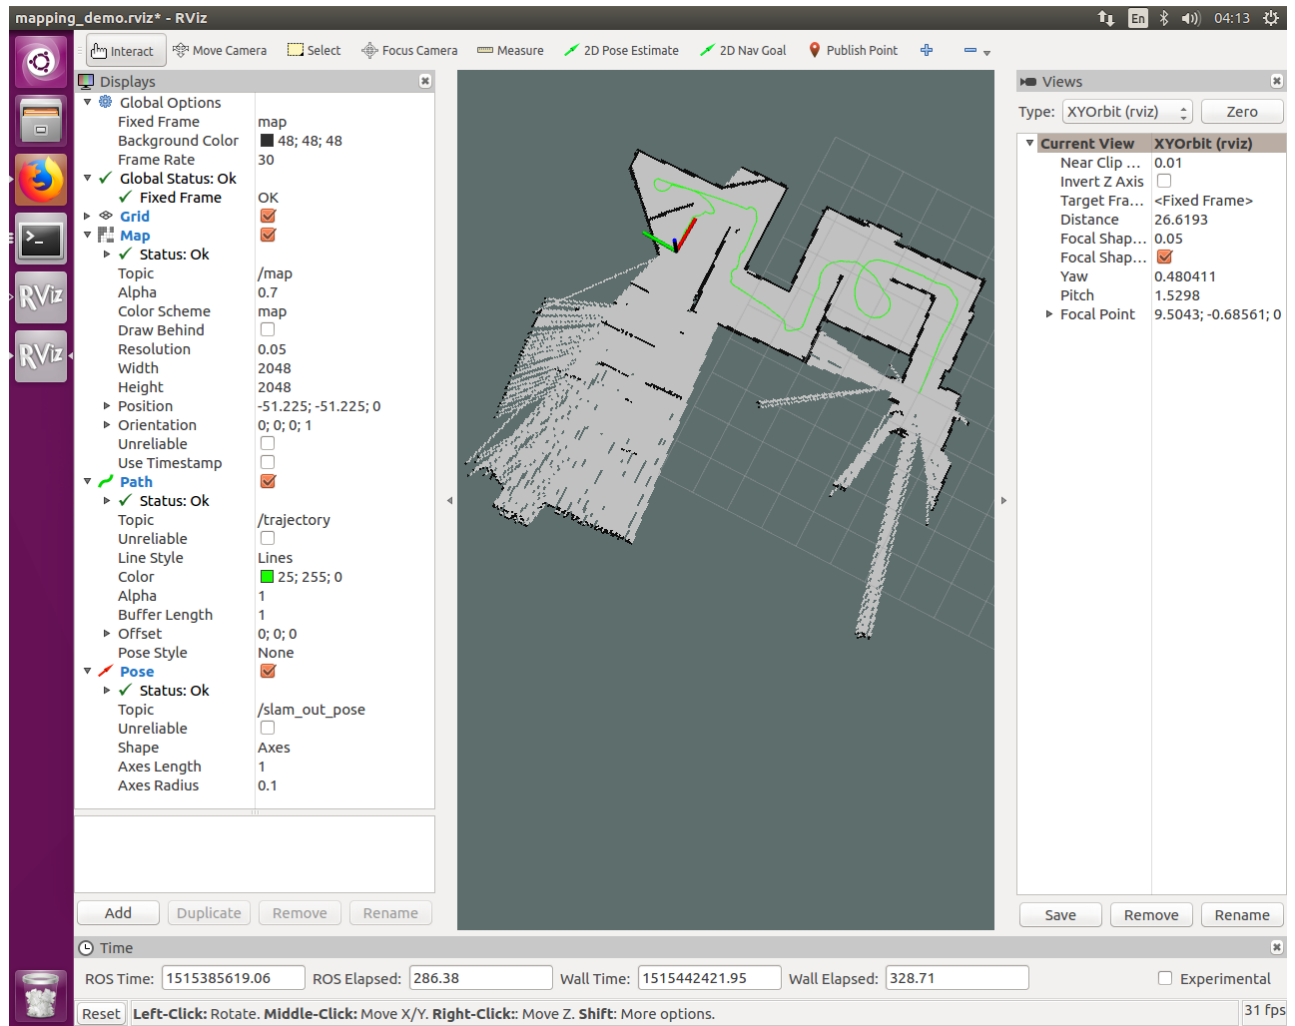 mapping_demo.rviz* - RViz
En
04:13
Interact
Move Camera
Select
Focus Camera
Measure
2D Pose Estimate
2D Nav Goal
Publish Point
Displays
Global Options
Fixed Frame map
Background Color 48; 48; 48
Frame Rate 30
Global Status: Ok
Fixed Frame OK
Grid
Map
Status: Ok
Topic /map
Alpha 0.7
Color Scheme map
Draw Behind
Resolution 0.05
Width 2048
Height 2048
Position -51.225; -51.225; 0
Orientation 0; 0; 0; 1
Unreliable
Use Timestamp
Path
Status: Ok
Topic /trajectory
Unreliable
Line Style Lines
Color 25; 255; 0
Alpha 1
Buffer Length 1
Offset 0; 0; 0
Pose Style None
Pose
Status: Ok
Topic /slam_out_pose
Unreliable
Shape Axes
Axes Length 1
Axes Radius 0.1
Add
Duplicate
Remove
Rename
Views
Type: XYOrbit (rviz)
Zero
Current View XYOrbit (rviz)
Near Clip ... 0.01
Invert Z Axis
Target Fra... <Fixed Frame>
Distance 26.6193
Focal Shap... 0.05
Focal Shap...
Yaw 0.480411
Pitch 1.5298
Focal Point 9.5043; -0.68561; 0
Save
Remove
Rename
RViz
RViz
Time
ROS Time: 1515385619.06 ROS Elapsed: 286.38 Wall Time: 1515442421.95 Wall Elapsed: 328.71 Experimental
Reset
Left-Click: Rotate. Middle-Click: Move X/Y. Right-Click:: Move Z. Shift: More options.
31 fps